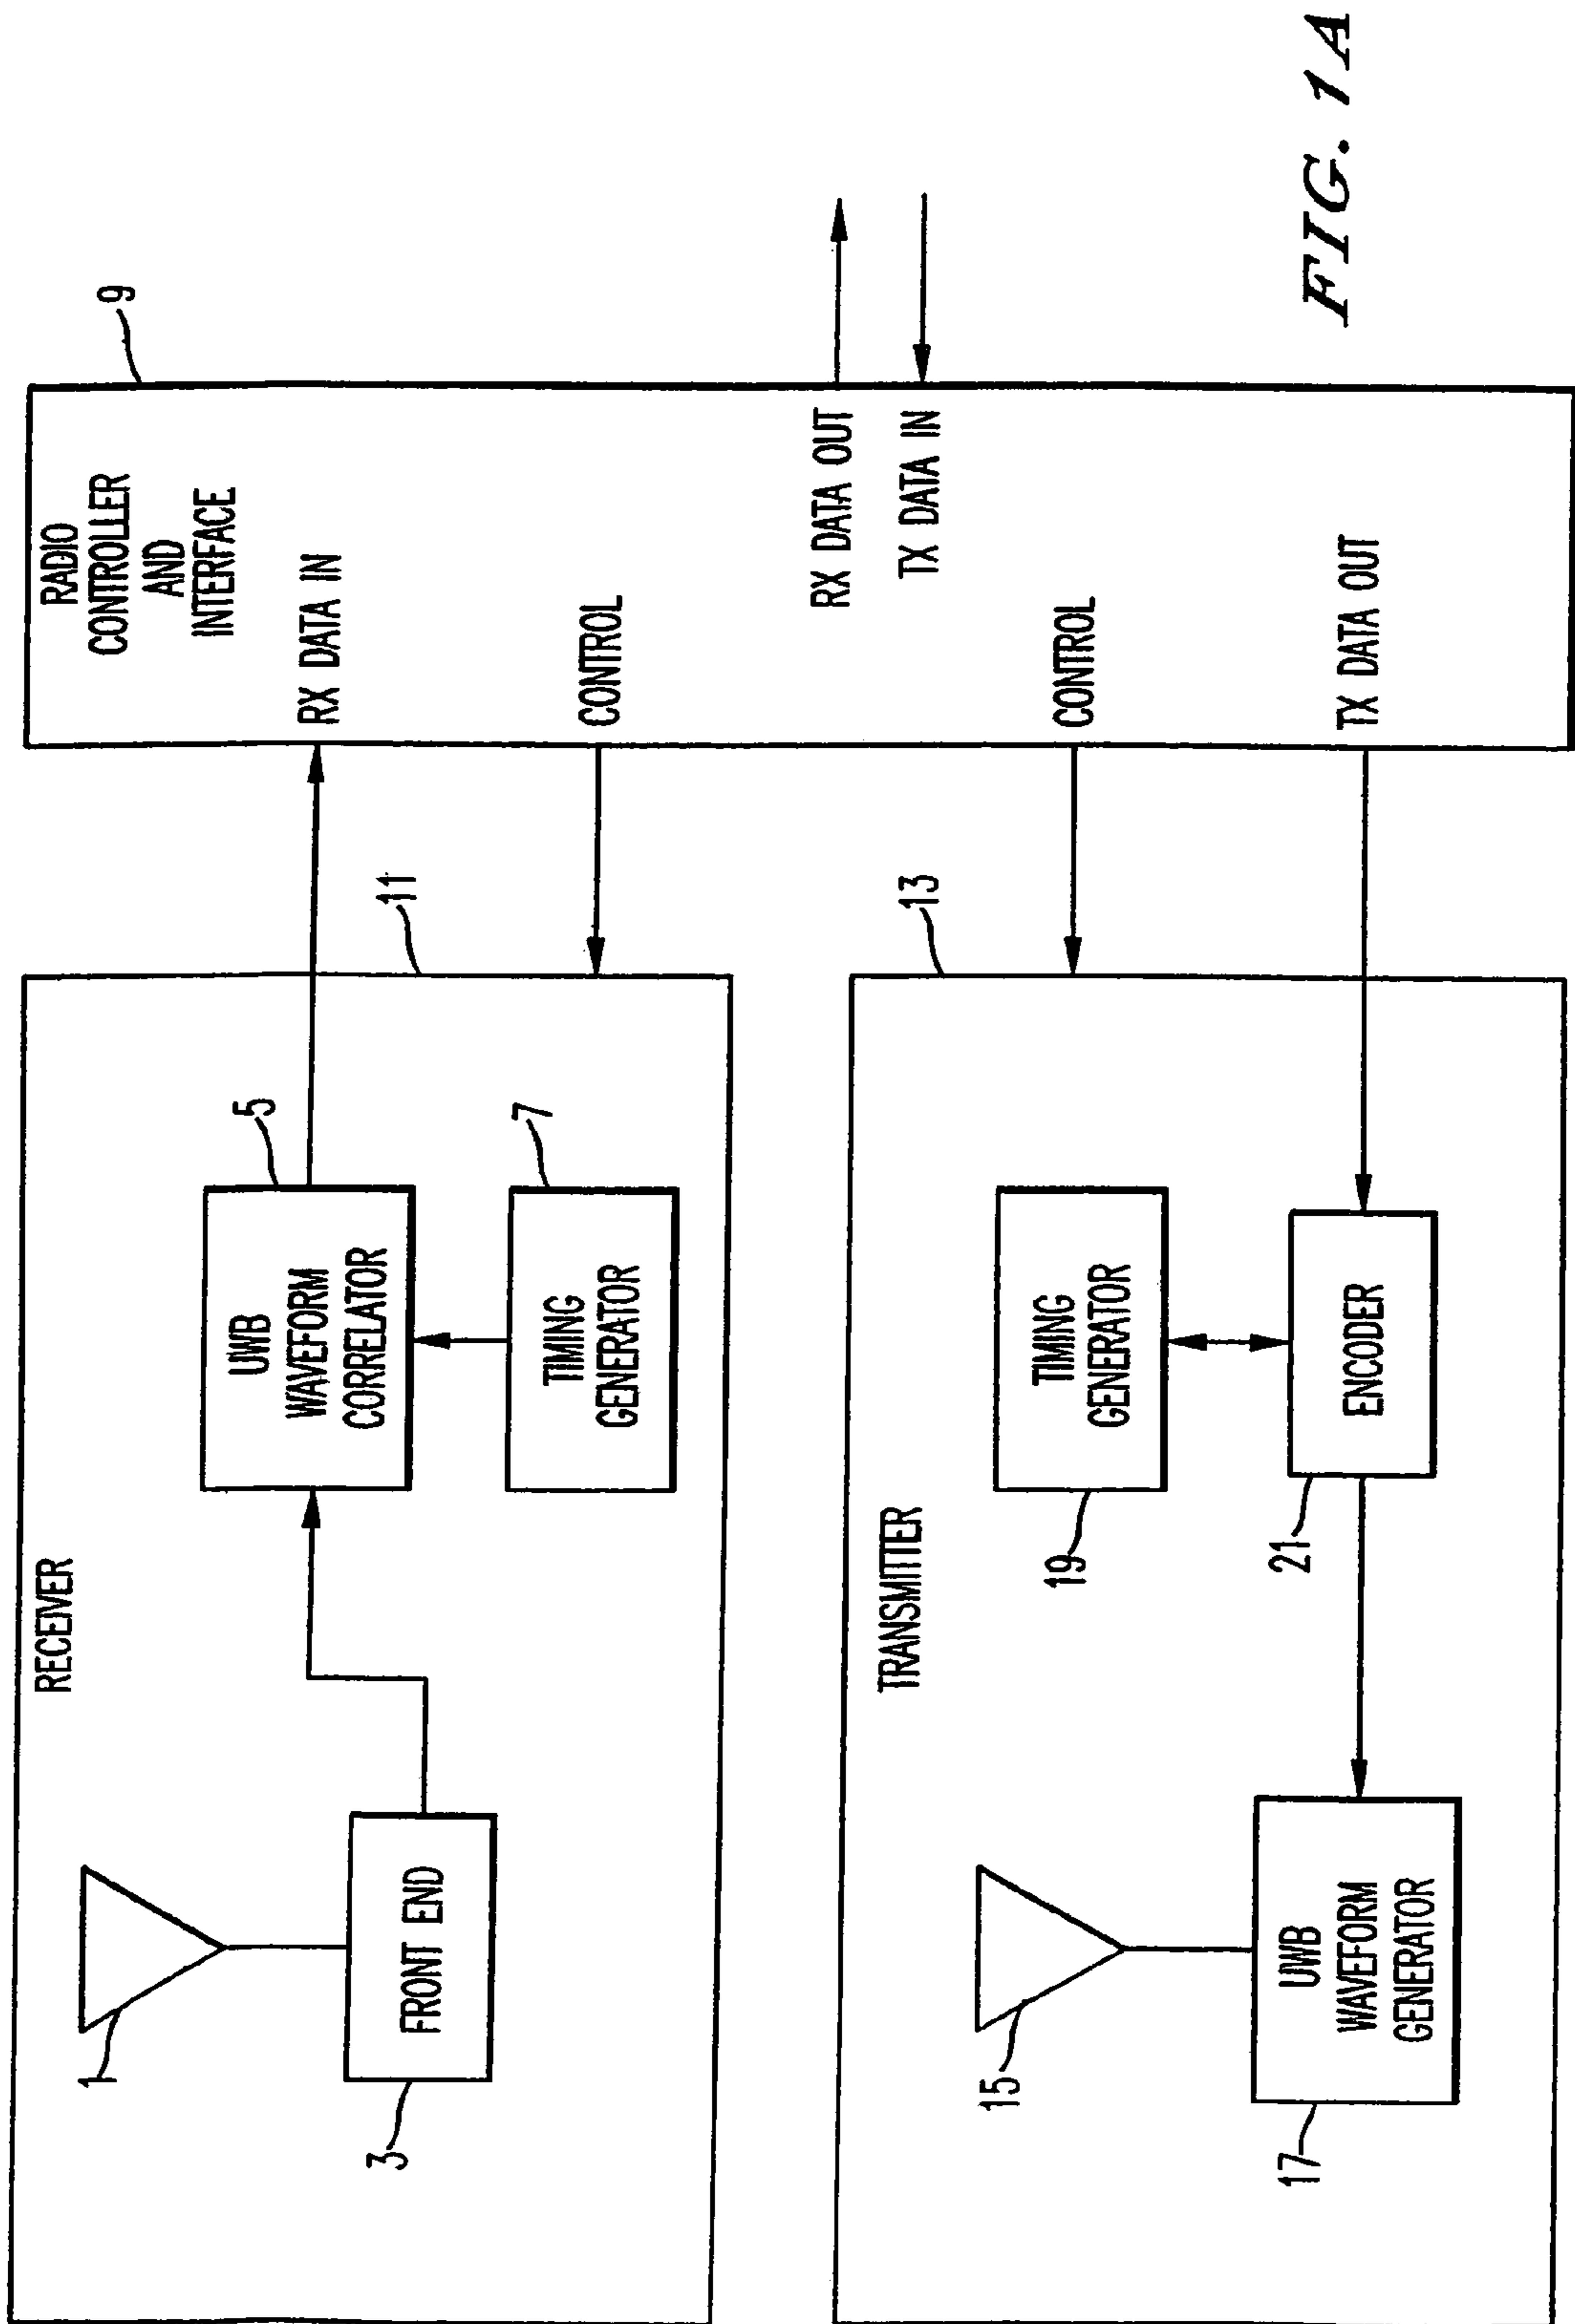 RECEIVER
1
3
FRONT END
5
UWB
WAVEFORM
CORRELATOR
7
TIMING
GENERATOR
11
9
RADIO
CONTROLLER
AND
INTERFACE
RX DATA IN
CONTROL
RX DATA OUT
TX DATA IN
CONTROL
TX DATA OUT
13
TRANSMITTER
15
17
UWB
WAVEFORM
GENERATOR
19
TIMING
GENERATOR
21
ENCODER
FIG. 1A